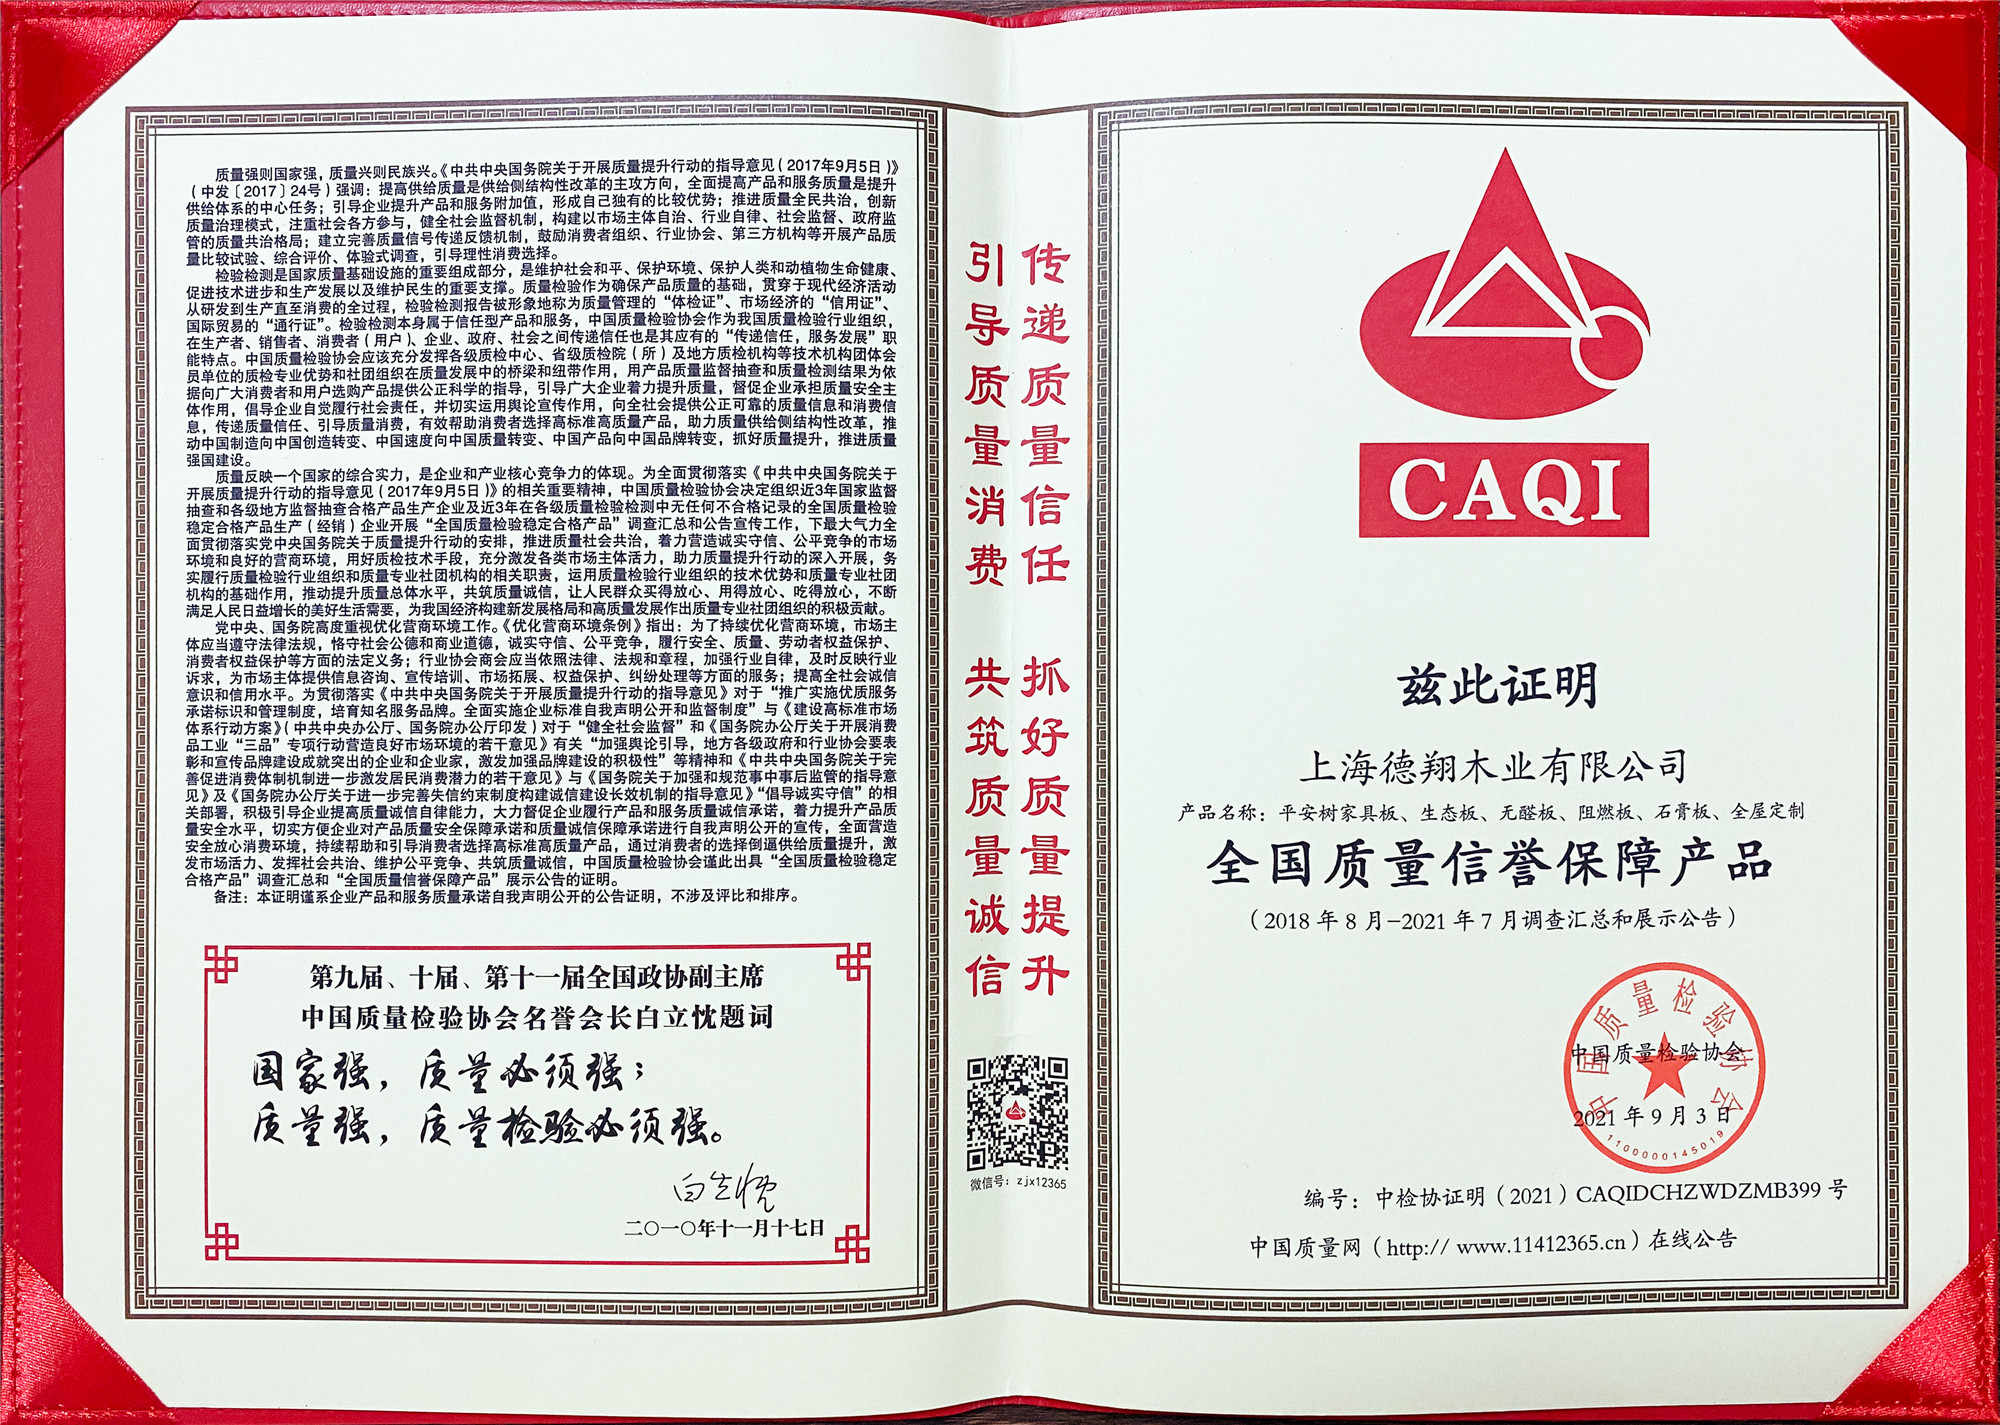 质量强则国家强，质量兴则民族兴。《中共中央国务院关于开展质量提升行动的指导意见（2017年9月5日）》
（中发〔2017〕24号）强调：提高供给质量是供给侧结构性改革的主攻方向，全面提高产品和服务质量是提升
供给体系的中心任务；引导企业提升产品和服务附加值，形成自己独有的比较优势；推进质量全民共治，创新
质量治理模式，注重社会各方参与，健全社会监督机制，构建以市场主体自治、行业自律、社会监督、政府监
管的质量共治格局；建立完善质量信号传递反馈机制，鼓励消费者组织、行业协会、第三方机构等开展产品质
量比较试验、综合评价、体验式调查，引导理性消费选择。
检验检测是国家质量基础设施的重要组成部分，是维护社会和平、保护环境、保护人类和动植物生命健康、
促进技术进步和生产发展以及维护民生的重要支撑。质量检验作为确保产品质量的基础，贯穿于现代经济活动
从研发到生产直至消费的全过程，检验检测报告被形象地称为质量管理的“体检证”、市场经济的“信用证”、
国际贸易的“通行证”。检验检测本身属于信任型产品和服务，中国质量检验协会作为我国质量检验行业组织，
在生产者、销售者、消费者（用户）、企业、政府、社会之间传递信任也是其应有的“传递信任，服务发展”职
能特点。中国质量检验协会应该充分发挥各级质检中心、省级质检院（所）及地方质检机构等技术机构团体会
员单位的质检专业优势和社团组织在质量发展中的桥梁和纽带作用，用产品质量监督抽查和质量检测结果为依
据向广大消费者和用户选购产品提供公正科学的指导，引导广大企业着力提升质量，督促企业承担质量安全主
体作用，倡导企业自觉履行社会责任，并切实运用舆论宣传作用，向全社会提供公正可靠的质量信息和消费信
息，传递质量信任、引导质量消费，有效帮助消费者选择高标准高质量产品，助力质量供给侧结构性改革，推
动中国制造向中国创造转变、中国速度向中国质量转变、中国产品向中国品牌转变，抓好质量提升，推进质量
强国建设。
质量反映一个国家的综合实力，是企业和产业核心竞争力的体现。为全面贯彻落实《中共中央国务院关于
开展质量提升行动的指导意见（2017年9月5日）》的相关重要精神，中国质量检验协会决定组织近3年国家监督
抽查和各级地方监督抽查合格产品生产企业及近3年在各级质量检验检测中无任何不合格记录的全国质量检验
稳定合格产品生产（经销）企业开展“全国质量检验稳定合格产品”调查汇总和公告宣传工作，下最大气力全
面贯彻落实党中央国务院关于质量提升行动的安排，推进质量社会共治，着力营造诚实守信、公平竞争的市场
环境和良好的营商环境，用好质检技术手段，充分激发各类市场主体活力，助力质量提升行动的深入开展，务
实履行质量检验行业组织和质量专业社团机构的相关职责，运用质量检验行业组织的技术优势和质量专业社团
机构的基础作用，推动提升质量总体水平，共筑质量诚信，让人民群众买得放心、用得放心、吃得放心，不断
满足人民日益增长的美好生活需要，为我国经济构建新发展格局和高质量发展作出质量专业社团组织的积极贡献。
党中央、国务院高度重视优化营商环境工作。《优化营商环境条例》指出：为了持续优化营商环境，市场主
体应当遵守法律法规，恪守社会公德和商业道德，诚实守信、公平竞争，履行安全、质量、劳动者权益保护、
消费者权益保护等方面的法定义务；行业协会商会应当依照法律、法规和章程，加强行业自律，及时反映行业
诉求，为市场主体提供信息咨询、宣传培训、市场拓展、权益保护、纠纷处理等方面的服务；提高全社会诚信
意识和信用水平。为贯彻落实《中共中央国务院关于开展质量提升行动的指导意见》对于“推广实施优质服务
承诺标识和管理制度，培育知名服务品牌。全面实施企业标准自我声明公开和监督制度”与《建设高标准市场
体系行动方案》（中共中央办公厅、国务院办公厅印发）对于“健全社会监督”和《国务院办公厅关于开展消费
品工业“三品”专项行动营造良好市场环境的若干意见》有关“加强舆论引导，地方各级政府和行业协会要表
彰和宣传品牌建设成就突出的企业和企业家，激发加强品牌建设的积极性”等精神和《中共中央国务院关于完
善促进消费体制机制进一步激发居民消费潜力的若干意见》与《国务院关于加强和规范事中事后监管的指导意
见》及《国务院办公厅关于进一步完善失信约束制度构建诚信建设长效机制的指导意见》“倡导诚实守信”的相
关部署，积极引导企业提高质量诚信自律能力，大力督促企业履行产品和服务质量诚信承诺，着力提升产品质
量安全水平，切实方便企业对产品质量安全保障承诺和质量诚信保障承诺进行自我声明公开的宣传，全面营造
安全放心消费环境，持续帮助和引导消费者选择高标准高质量产品，通过消费者的选择倒逼供给质量提升，激
发市场活力、发挥社会共治、维护公平竞争、共筑质量诚信，中国质量检验协会谨此出具“全国质量检验稳定
合格产品”调查汇总和“全国质量信誉保障产品”展示公告的证明。
备注：本证明谨系企业产品和服务质量承诺自我声明公开的公告证明，不涉及评比和排序。
第九届、十届、第十一届全国政协副主席
中国质量检验协会名誉会长白立忱题词
国家强，质量必须强；
质量强，质量检验必须强。
白立忱
二〇一〇年十一月十七日
传递质量信任 抓好质量提升
引导质量消费 共筑质量诚信
微信号：zjx12365
CAQI
兹此证明
上海德翔木业有限公司
产品名称：平安树家具板、生态板、无醛板、阻燃板、石膏板、全屋定制
全国质量信誉保障产品
（2018年8月-2021年7月调查汇总和展示公告）
中国质量检验协会
中国质量检验协会
2021年9月3日
1100000145019
编号：中检协证明（2021）CAQIDCHZWDZMB399号
中国质量网（http:// www.11412365.cn）在线公告